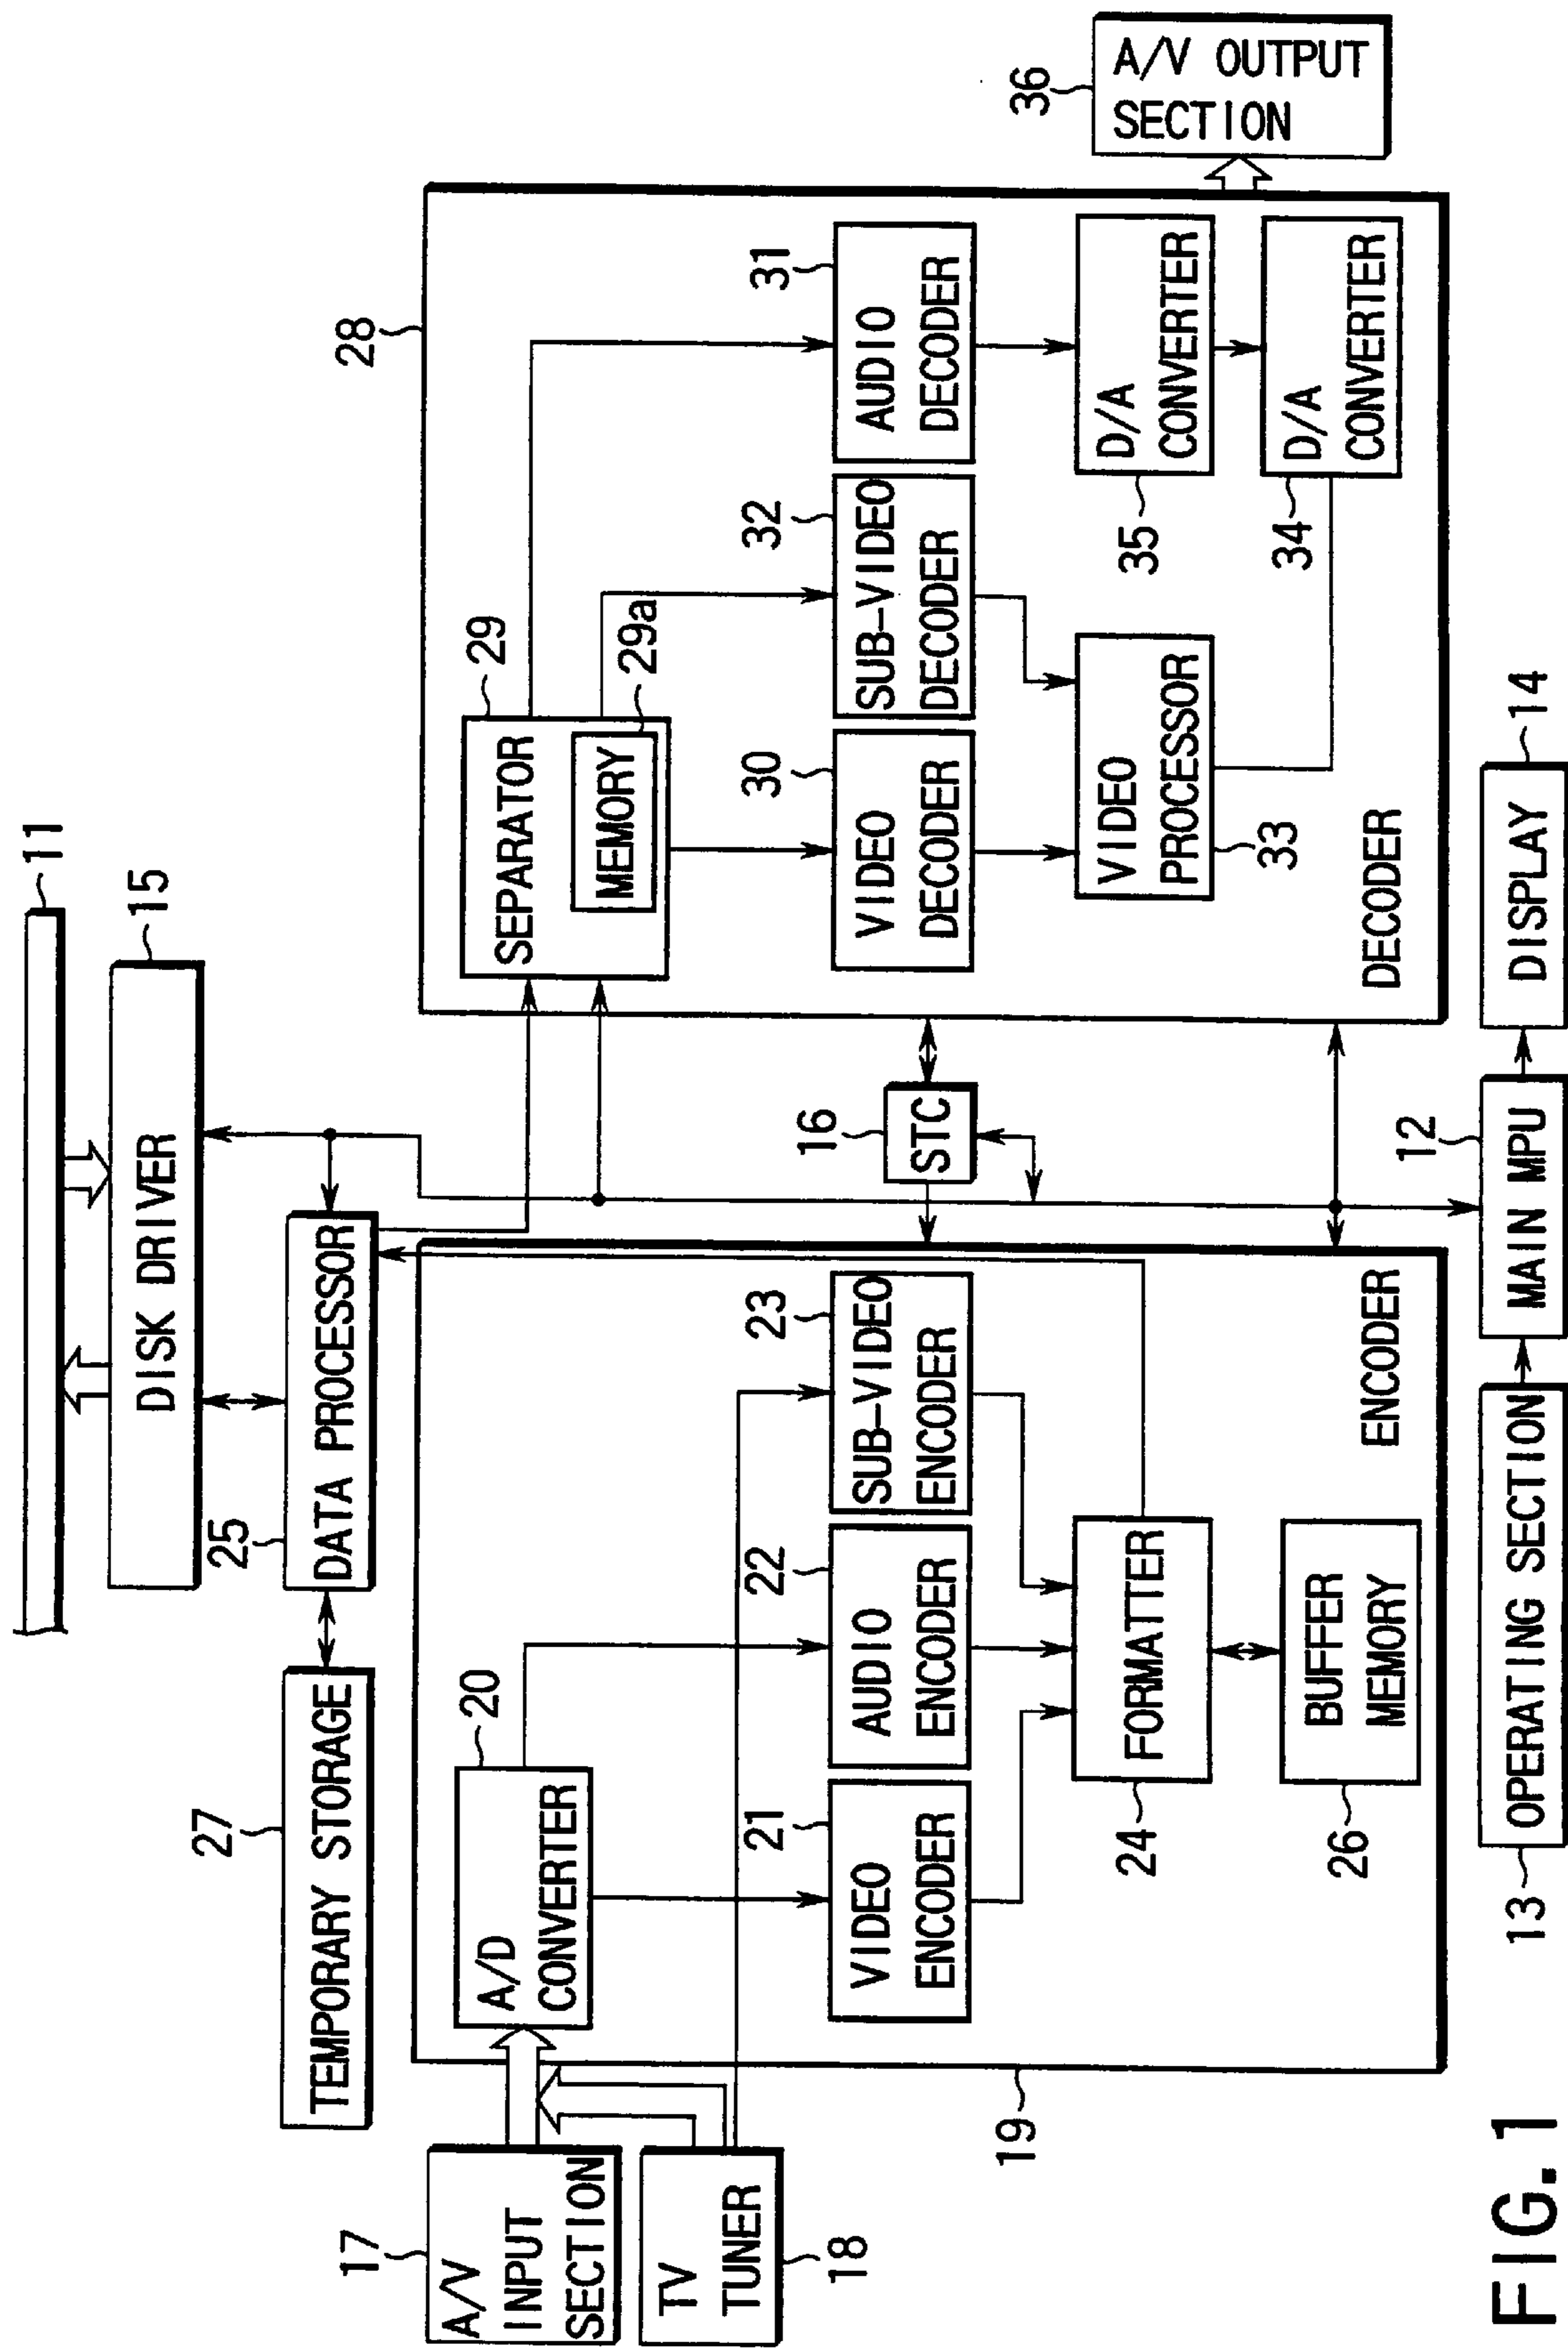 11
15
DISK DRIVER
27
TEMPORARY STORAGE
25
DATA PROCESSOR
17
A/V
INPUT
SECTION
TV
TUNER
18
19
20
A/D
CONVERTER
21
VIDEO
ENCODER
22
AUDIO
ENCODER
23
SUB-VIDEO
ENCODER
24
FORMATTER
26
BUFFER
MEMORY
ENCODER
16
STC
28
29
SEPARATOR
29a
MEMORY
30
VIDEO
DECODER
32
SUB-VIDEO
DECODER
31
AUDIO
DECODER
33
VIDEO
PROCESSOR
35
D/A
CONVERTER
34
D/A
CONVERTER
DECODER
36
A/V OUTPUT
SECTION
13
OPERATING SECTION
12
MAIN MPU
14
DISPLAY
FIG. 1